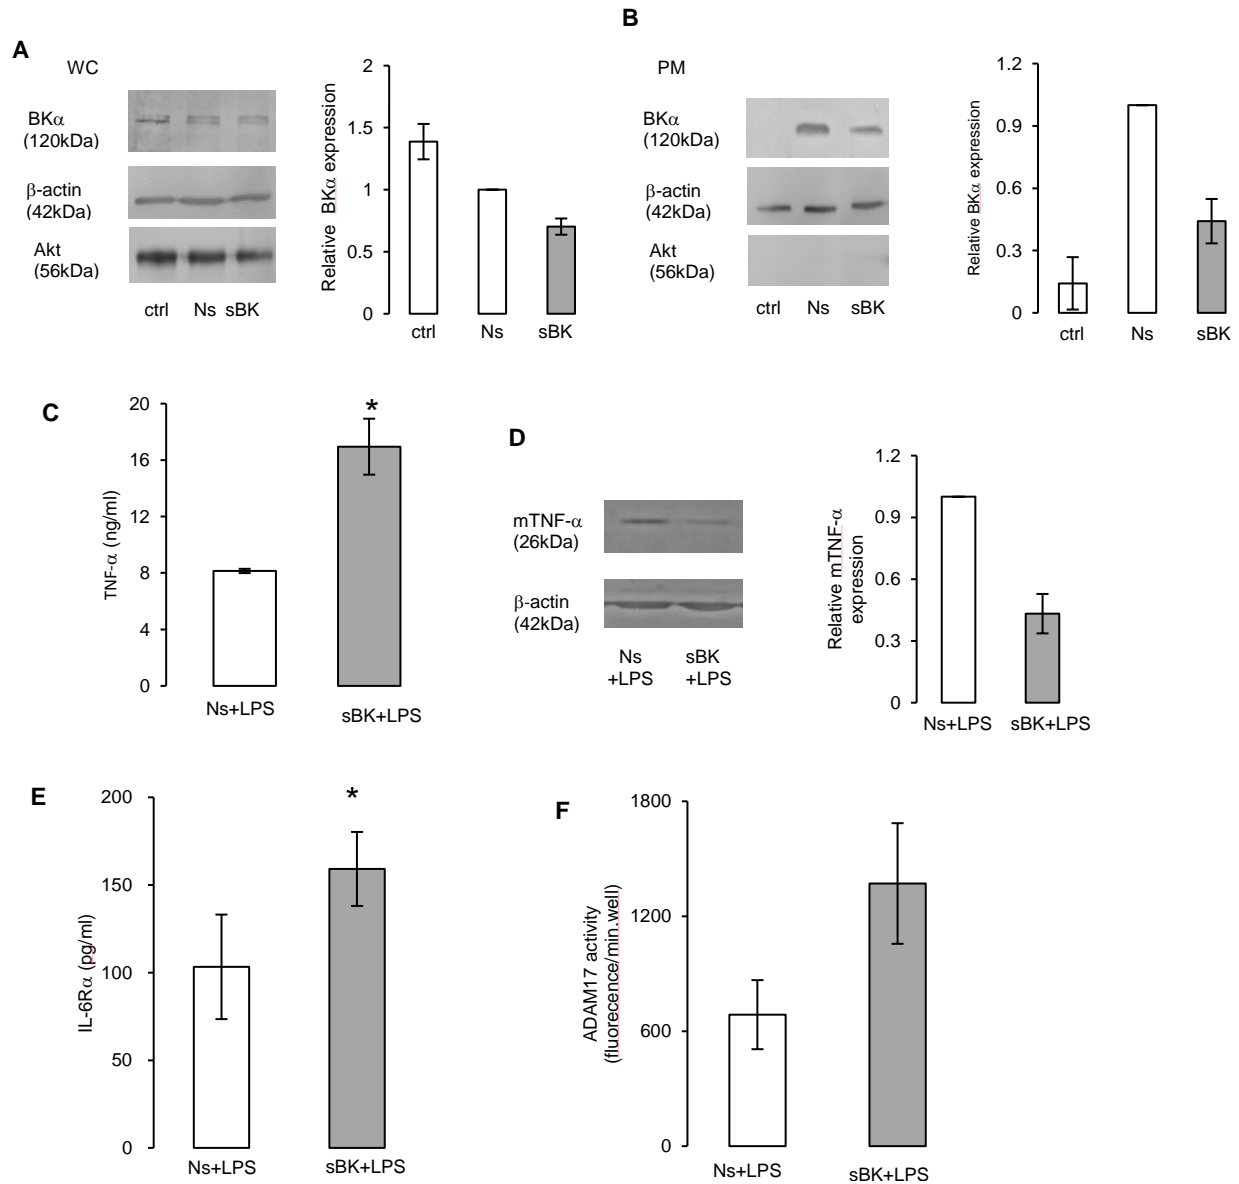 A
WC
BKα
(120kDa)
β-actin
(42kDa)
Akt
(56kDa)
ctrl Ns sBK
Relative BKα expression
2
1.5
1
0.5
0
ctrl Ns sBK
B
PM
BKα
(120kDa)
β-actin
(42kDa)
Akt
(56kDa)
ctrl Ns sBK
Relative BKα expression
1.2
0.9
0.6
0.3
0
ctrl Ns sBK
C
TNF-α (ng/ml)
20
16
12
8
4
0
*
Ns+LPS sBK+LPS
D
mTNF-α
(26kDa)
β-actin
(42kDa)
Ns sBK
+LPS +LPS
Relative mTNF-α
expression
1.2
0.9
0.6
0.3
0
Ns+LPS sBK+LPS
E
IL-6Rα (pg/ml)
200
150
100
50
0
*
Ns+LPS sBK+LPS
F
ADAM17 activity
(fluorecence/min.well)
1800
1200
600
0
Ns+LPS sBK+LPS